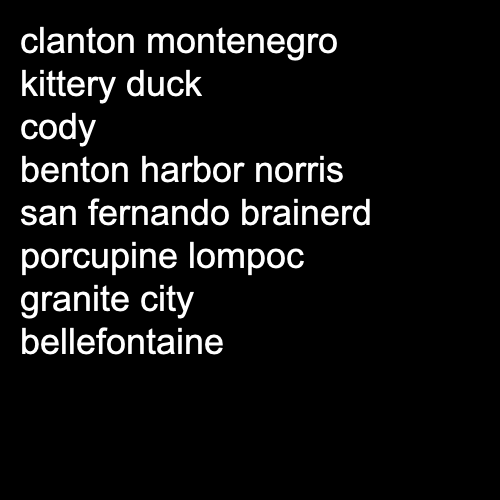 clanton montenegro
kittery duck
cody
benton harbor norris
san fernando brainerd
porcupine lompoc
granite city
bellefontaine